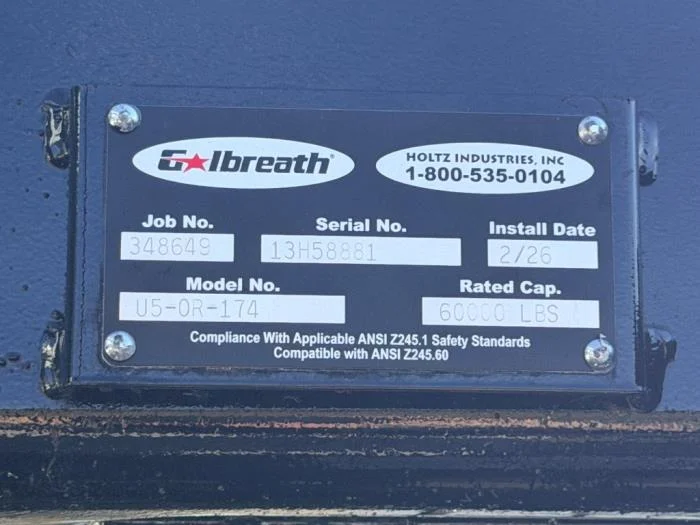 Galbreath
HOLTZ INDUSTRIES, INC
1-800-535-0104
Job No. Serial No. Install Date
348649 13H58881 2/26
Model No. Rated Cap.
U5-OR-174 60000 LBS
Compliance With Applicable ANSI Z245.1 Safety Standards
Compatible with ANSI Z245.60